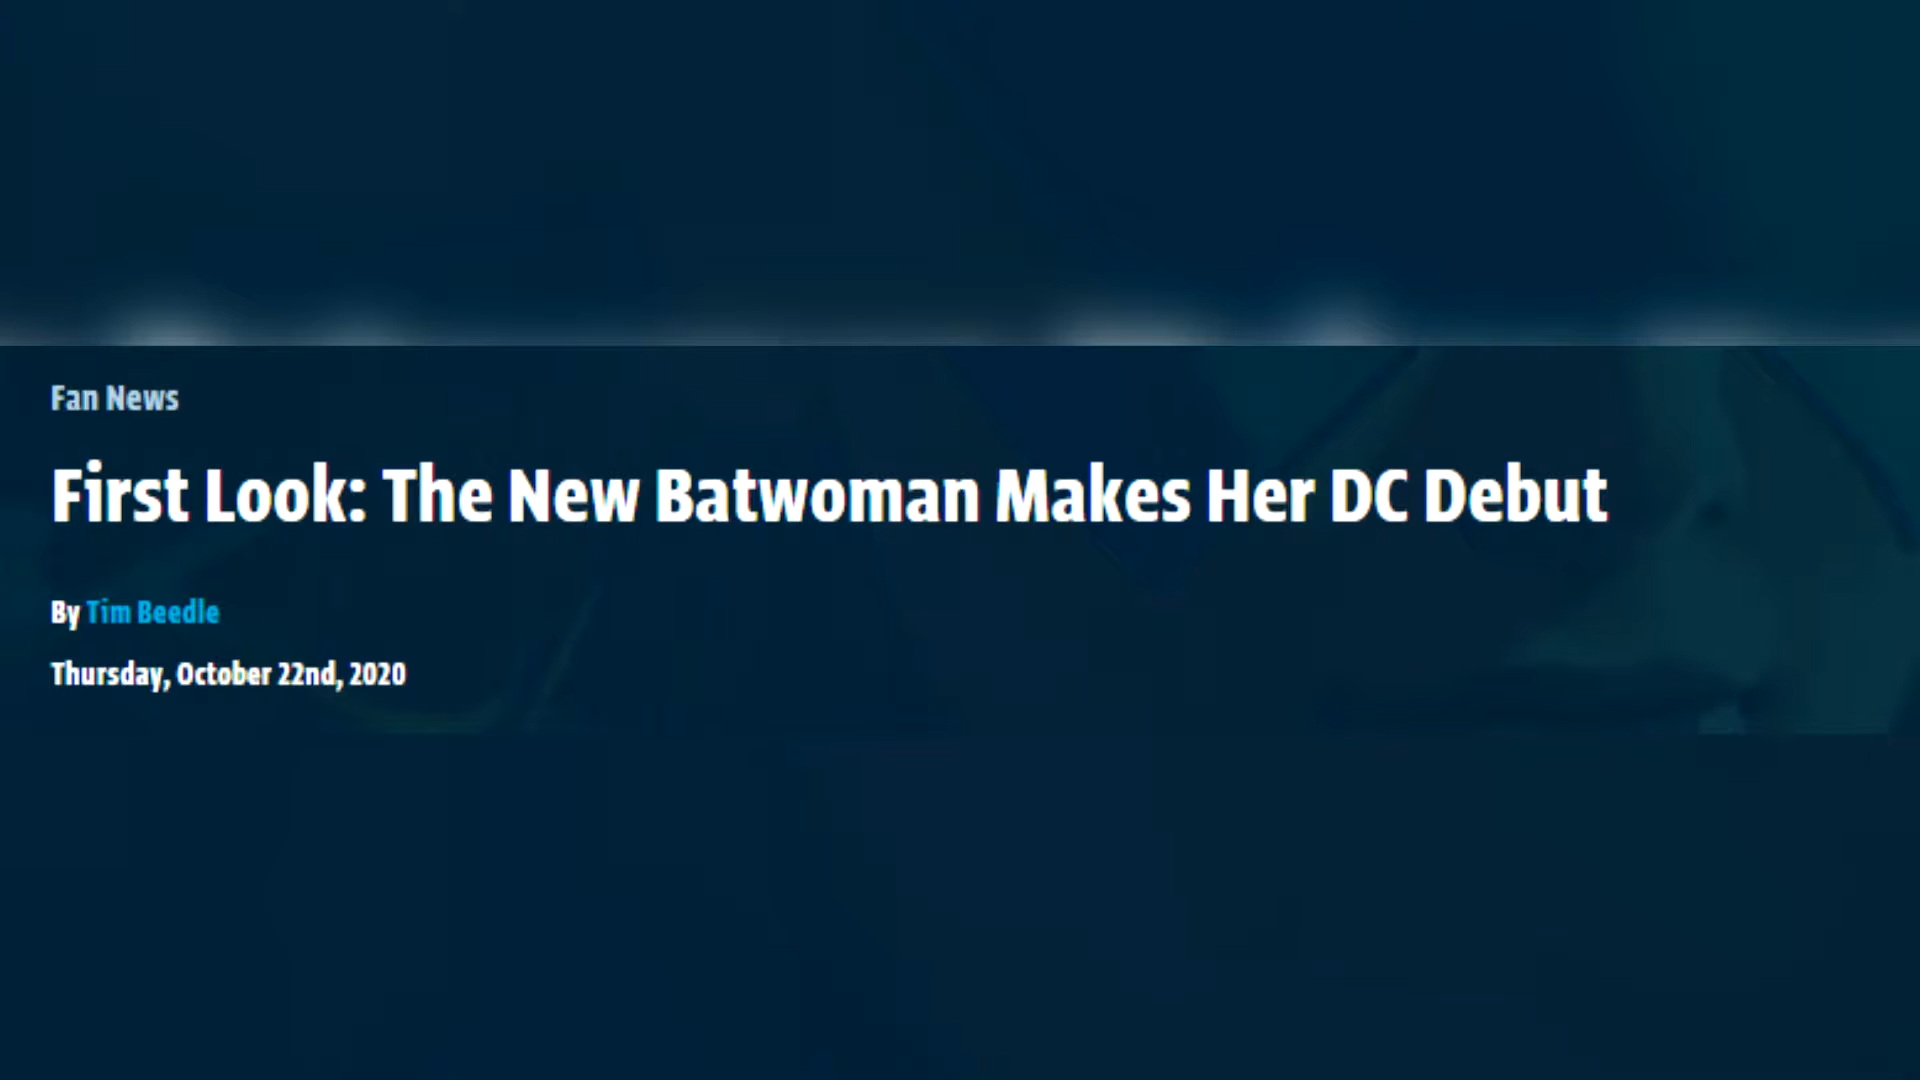 Fan News
First Look: The New Batwoman Makes Her DC Debut
By Tim Beedle
Thursday, October 22nd, 2020